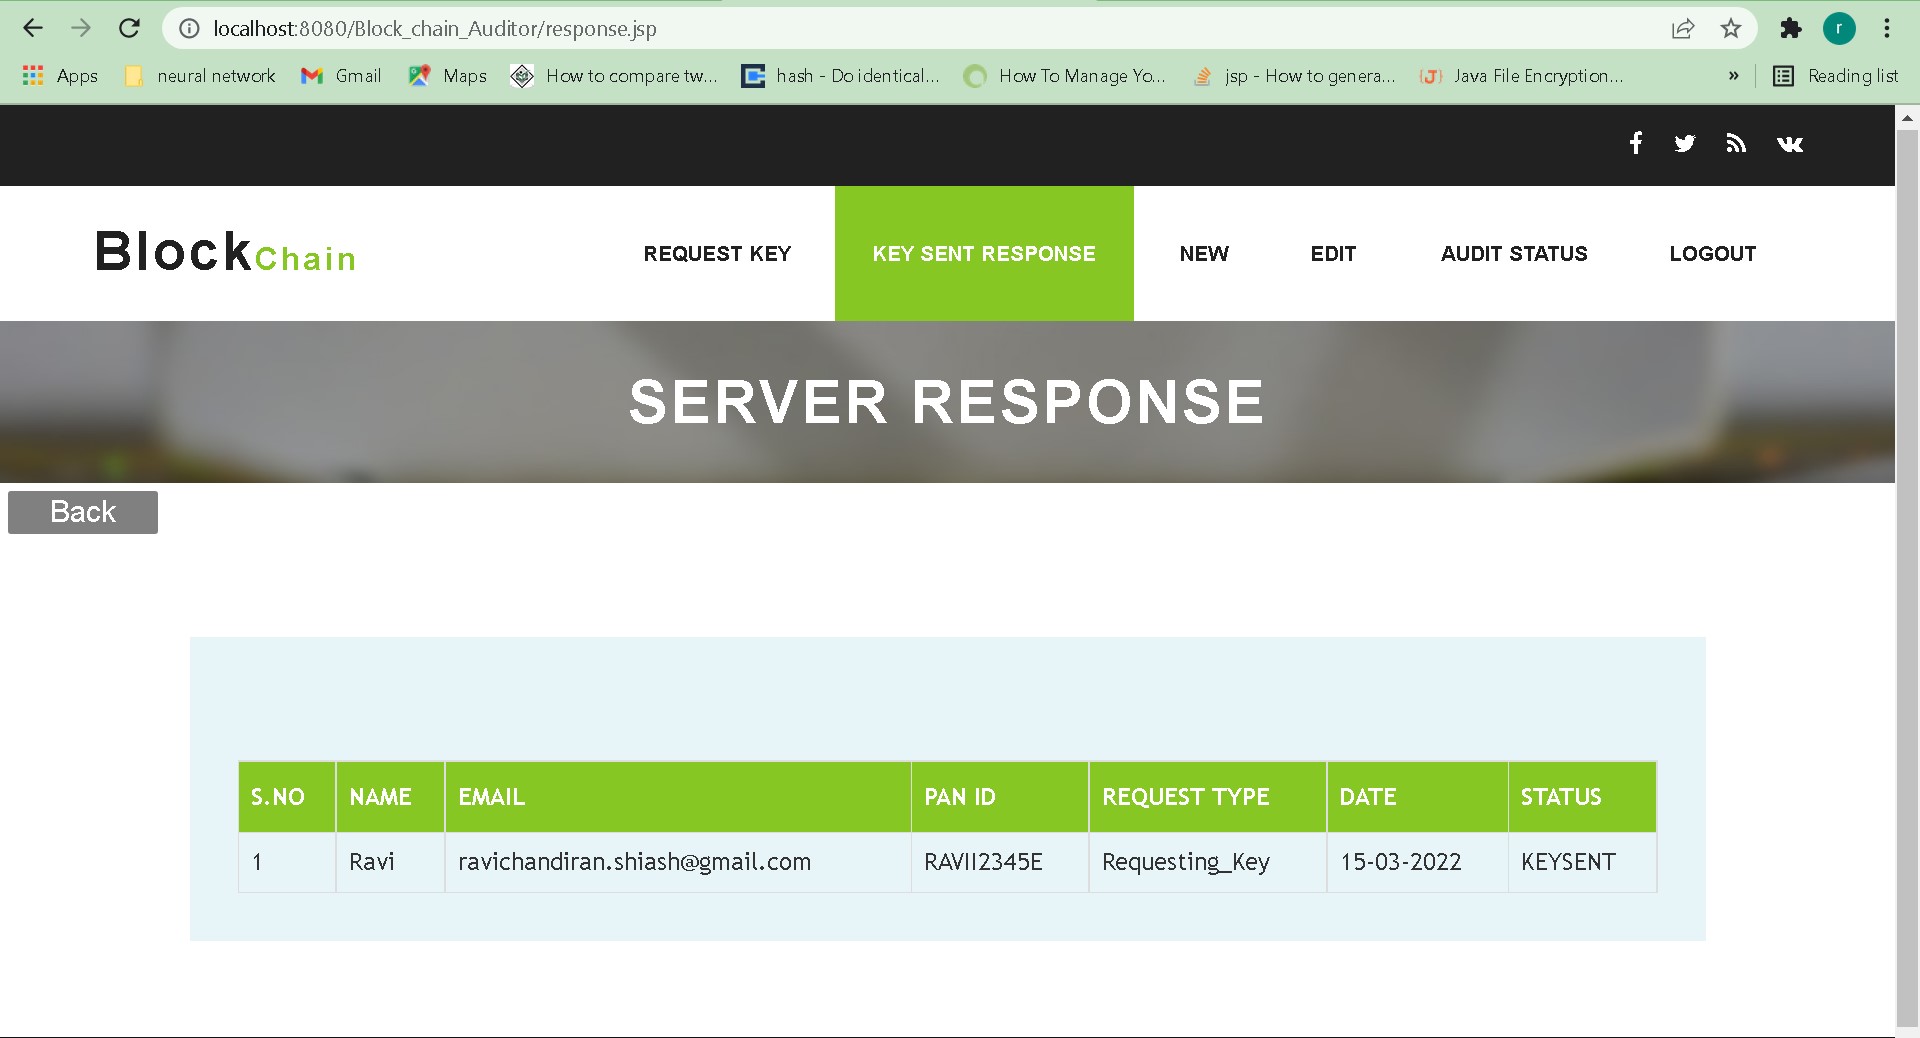 localhost:8080/Block_chain_Auditor/response.jsp
r
Apps neural network Gmail Maps How to compare tw... hash - Do identical... How To Manage Yo... jsp - How to genera... Java File Encryption... » Reading list
BlockChain
REQUEST KEY KEY SENT RESPONSE NEW EDIT AUDIT STATUS LOGOUT
SERVER RESPONSE
Back
S.NO NAME EMAIL PAN ID REQUEST TYPE DATE STATUS
1 Ravi ravichandiran.shiash@gmail.com RAVII2345E Requesting_Key 15-03-2022 KEYSENT